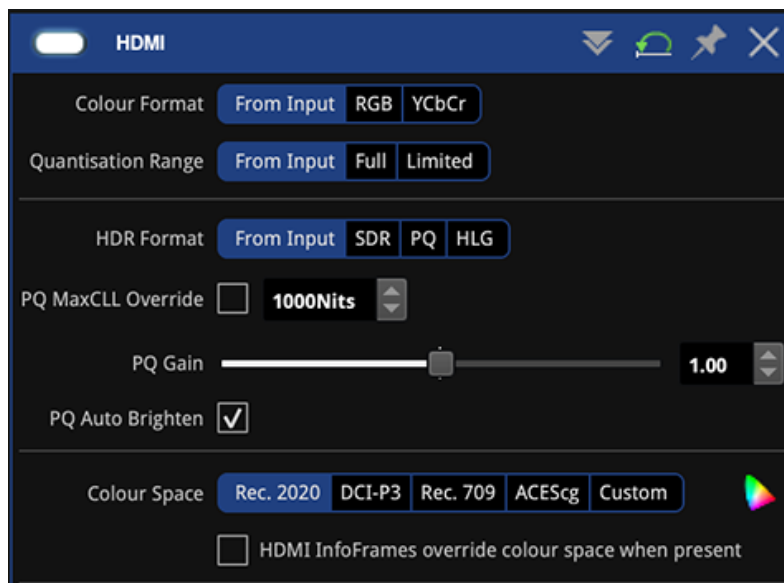 HDMI
Colour Format From Input RGB YCbCr
Quantisation Range From Input Full Limited
HDR Format From Input SDR PQ HLG
PQ MaxCLL Override 1000Nits
PQ Gain 1.00
PQ Auto Brighten
Colour Space Rec. 2020 DCI-P3 Rec. 709 ACEScg Custom
HDMI InfoFrames override colour space when present